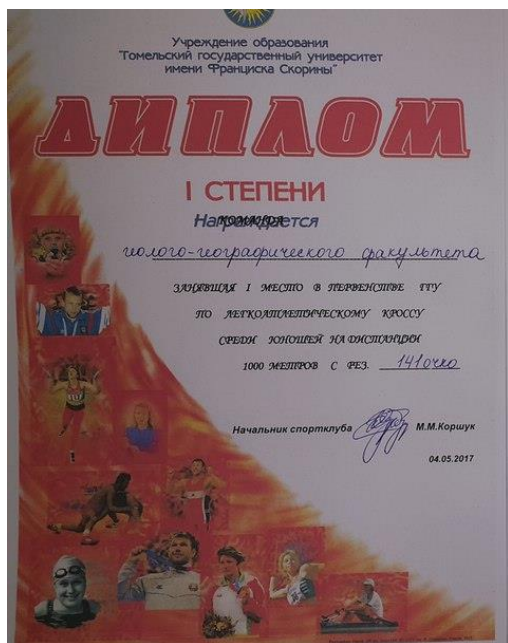 Учреждение образования
"Гомельский государственный университет
имени Франциска Скорины"
ДИПЛОМ
I СТЕПЕНИ
Награждается
КОМАНДА
геолого-географического факультета
ЗАНЯВШАЯ I МЕСТО В ПЕРВЕНСТВЕ ГГУ
ПО ЛЕГКОАТЛЕТИЧЕСКОМУ КРОССУ
СРЕДИ ЮНОШЕЙ НА ДИСТАНЦИИ
1000 МЕТРОВ С РЕЗ. 141 очко
Начальник спортклуба М.М.Коршук
04.05.2017